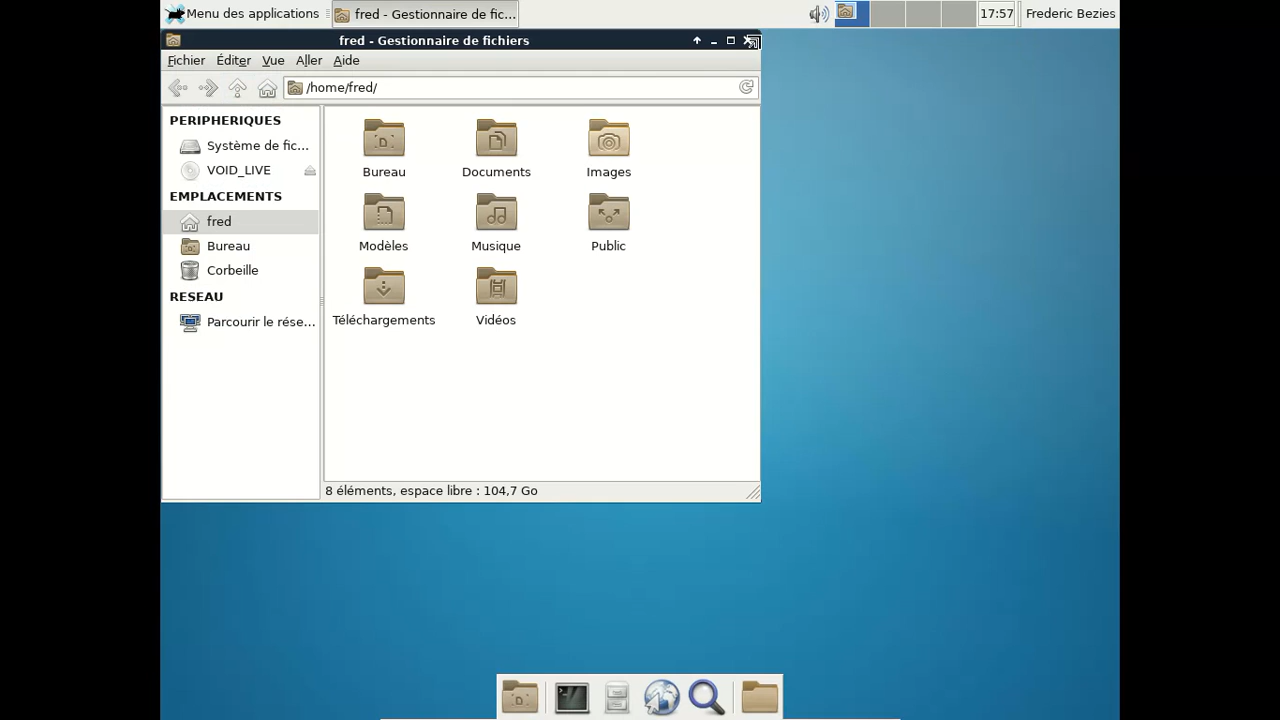 Menu des applications
fred - Gestionnaire de fic...
17:57
Frederic Bezies
fred - Gestionnaire de fichiers
Fichier Éditer Vue Aller Aide
/home/fred/
PERIPHERIQUES
Système de fic...
VOID_LIVE
EMPLACEMENTS
fred
Bureau
Corbeille
RESEAU
Parcourir le rése...
Bureau Documents Images
Modèles Musique Public
Téléchargements Vidéos
8 éléments, espace libre : 104,7 Go